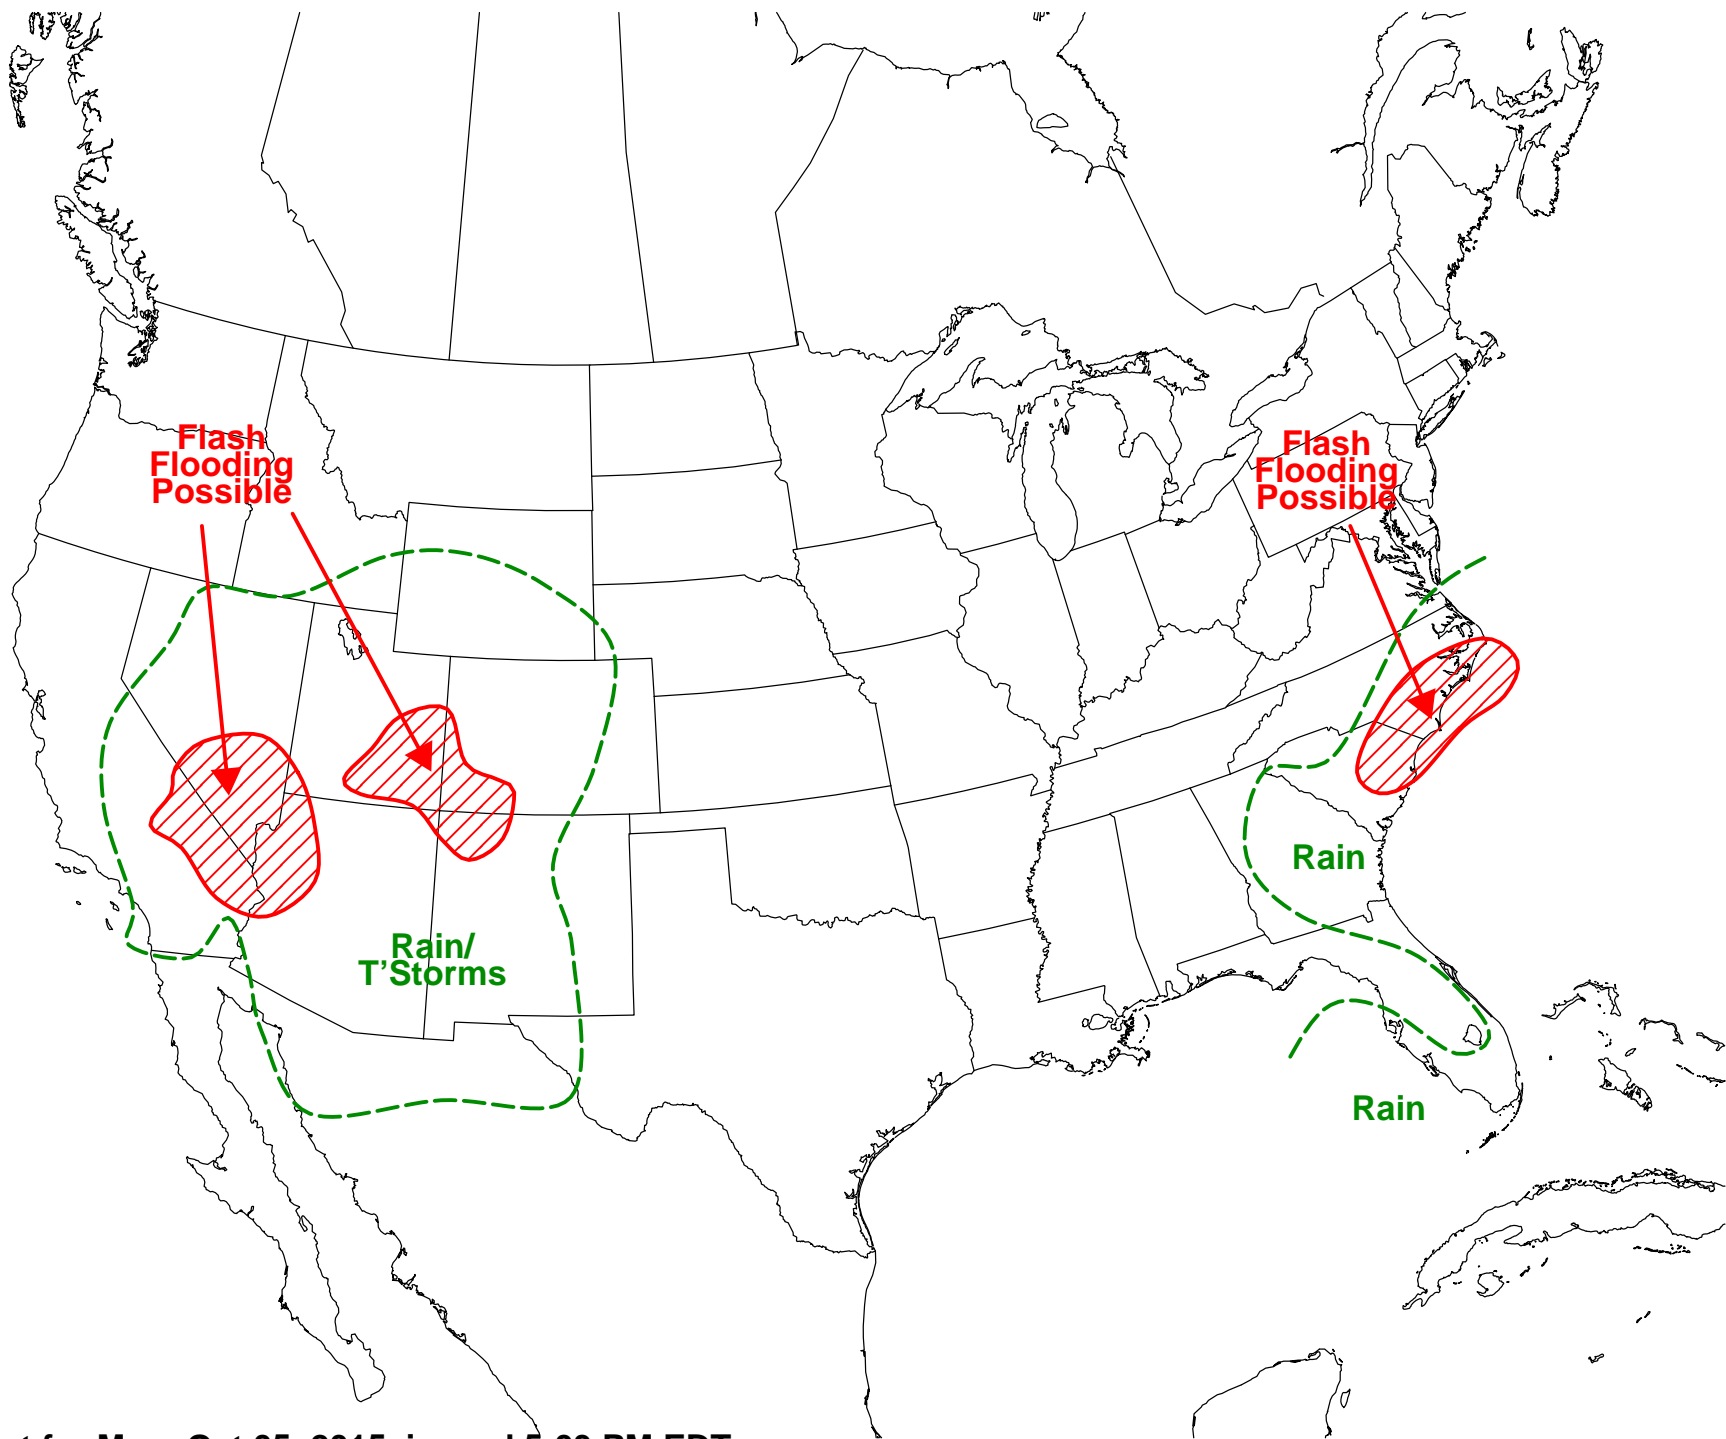 Flash
Flooding
Possible
Flash
Flooding
Possible
Rain
Rain/
T’Storms
Rain